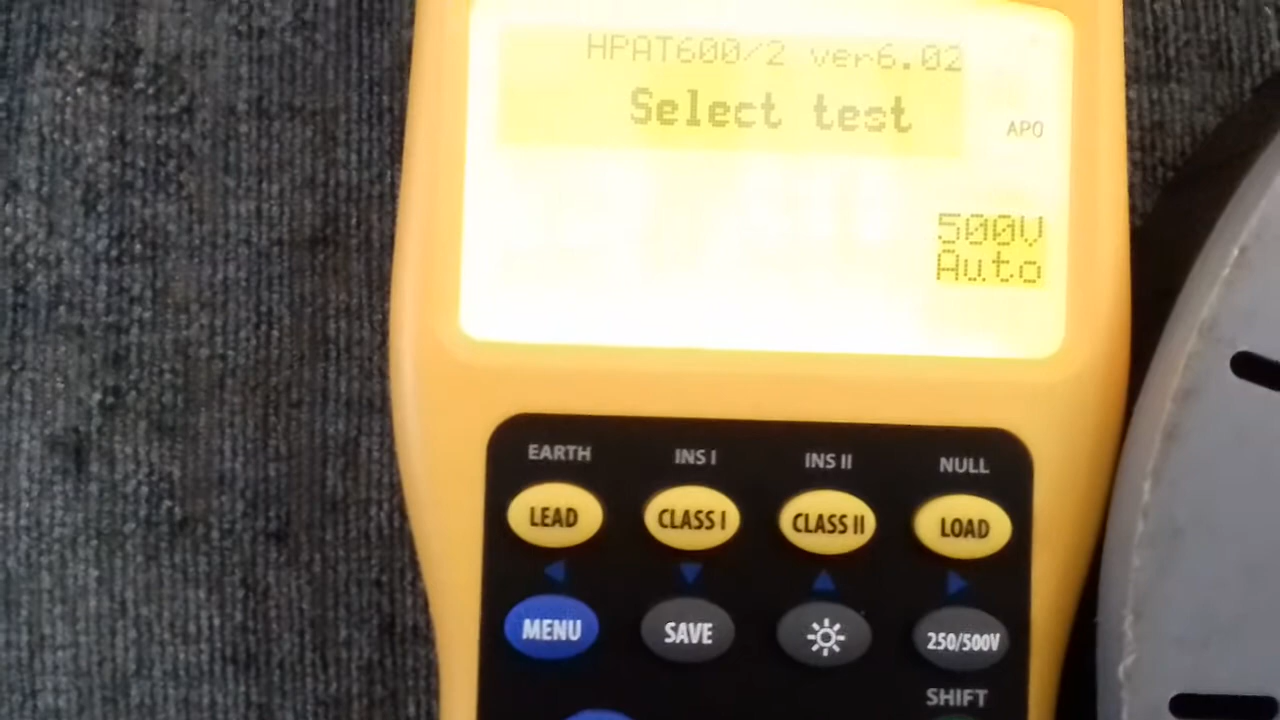 HPAT600/2 ver6.02
Select test
APO
500V
Auto
EARTH INS I INS II NULL
LEAD CLASS I CLASS II LOAD
MENU SAVE 250/500V
SHIFT